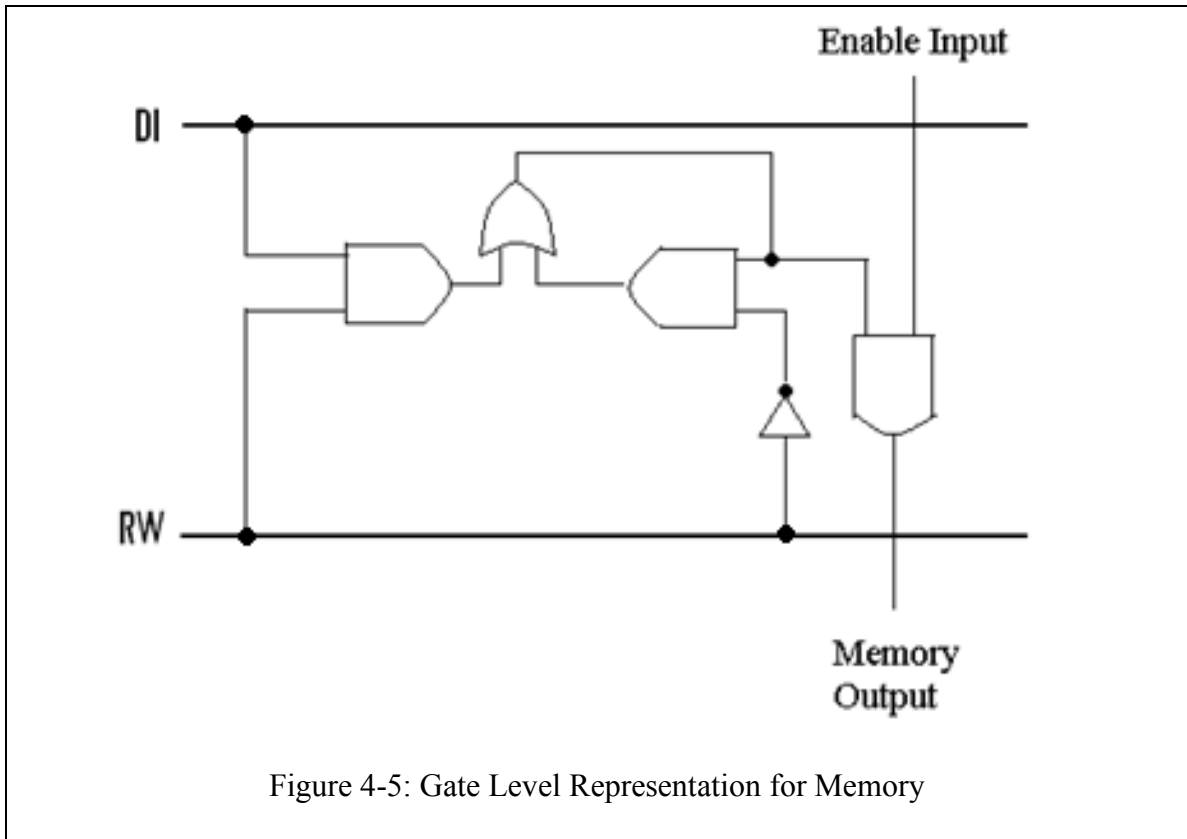 Enable Input
DI
RW
Memory
Output
Figure 4-5: Gate Level Representation for Memory